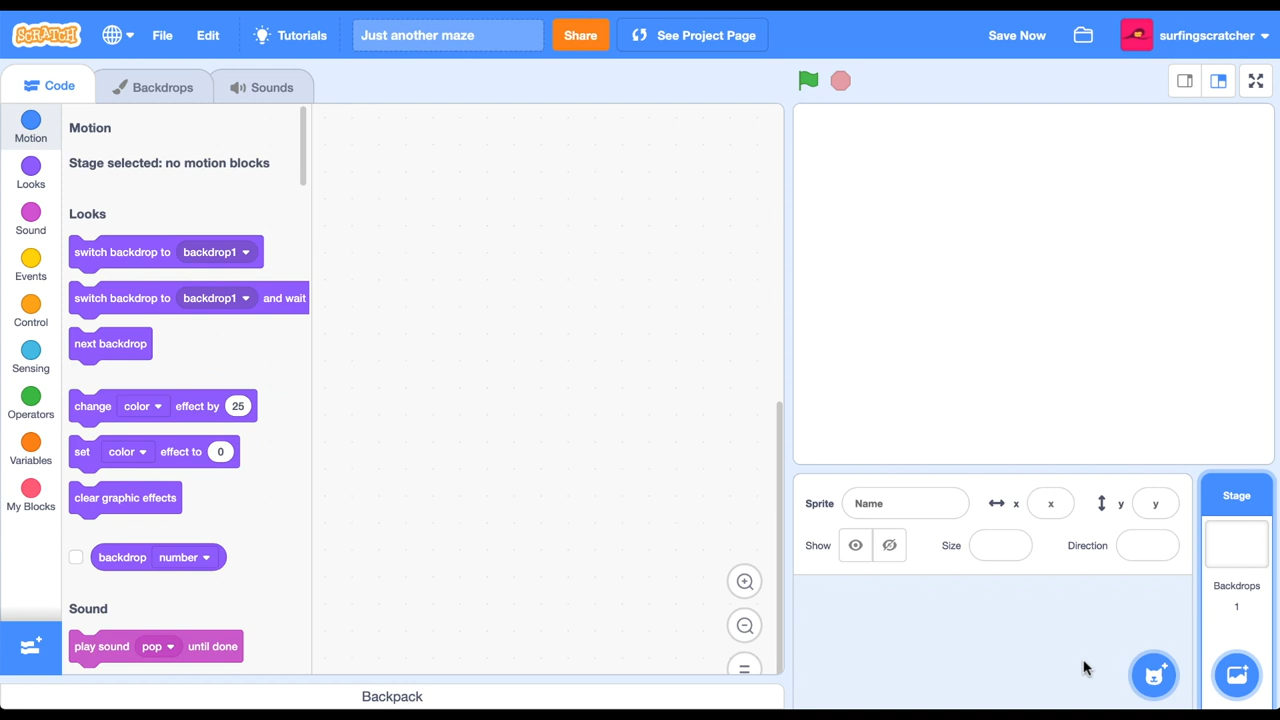 SCRATCH File Edit Tutorials Just another maze Share See Project Page Save Now surfingscratcher
Code Backdrops Sounds
Motion
Looks
Sound
Events
Control
Sensing
Operators
Variables
My Blocks
Motion
Stage selected: no motion blocks
Looks
switch backdrop to backdrop1
switch backdrop to backdrop1 and wait
next backdrop
change color effect by 25
set color effect to 0
clear graphic effects
backdrop number
Sound
play sound pop until done
Backpack
Sprite Name x x y y
Show Size Direction
Stage
Backdrops
1